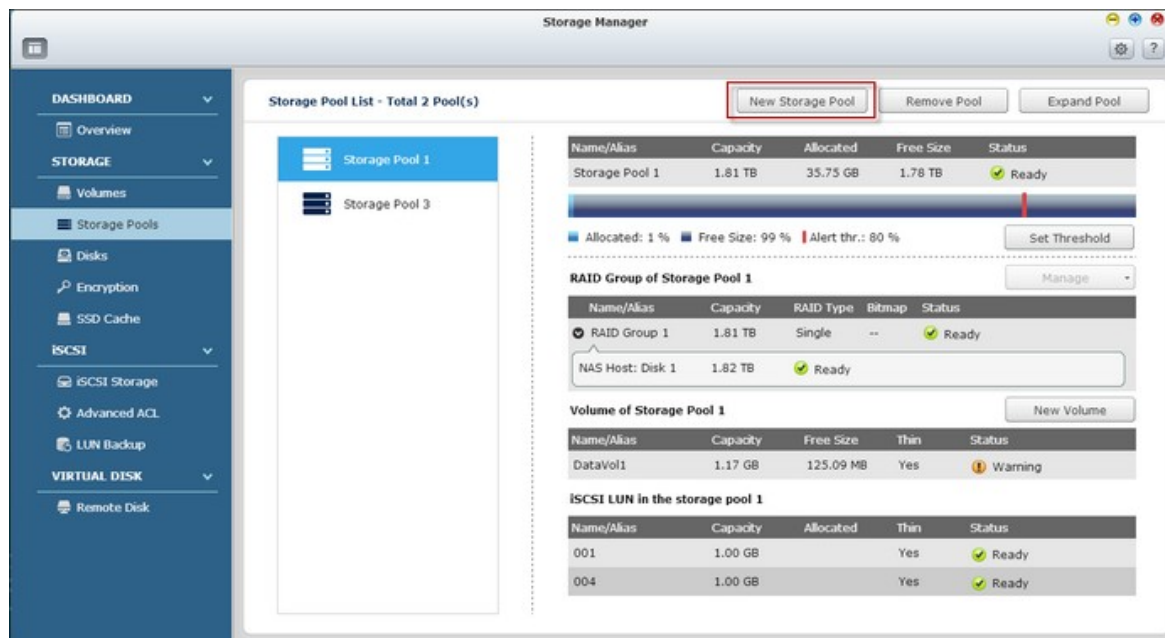 Storage Manager
?
DASHBOARD
Overview
STORAGE
Volumes
Storage Pools
Disks
Encryption
SSD Cache
iSCSI
iSCSI Storage
Advanced ACL
LUN Backup
VIRTUAL DISK
Remote Disk
Storage Pool List - Total 2 Pool(s)
New Storage Pool Remove Pool Expand Pool
Storage Pool 1
Storage Pool 3
Name/Alias Capacity Allocated Free Size Status
Storage Pool 1 1.81 TB 35.75 GB 1.78 TB Ready
Allocated: 1 % Free Size: 99 % Alert thr.: 80 % Set Threshold
RAID Group of Storage Pool 1 Manage
Name/Alias Capacity RAID Type Bitmap Status
RAID Group 1 1.81 TB Single -- Ready
NAS Host: Disk 1 1.82 TB Ready
Volume of Storage Pool 1 New Volume
Name/Alias Capacity Free Size Thin Status
DataVol1 1.17 GB 125.09 MB Yes Warning
iSCSI LUN in the storage pool 1
Name/Alias Capacity Allocated Thin Status
001 1.00 GB Yes Ready
004 1.00 GB Yes Ready